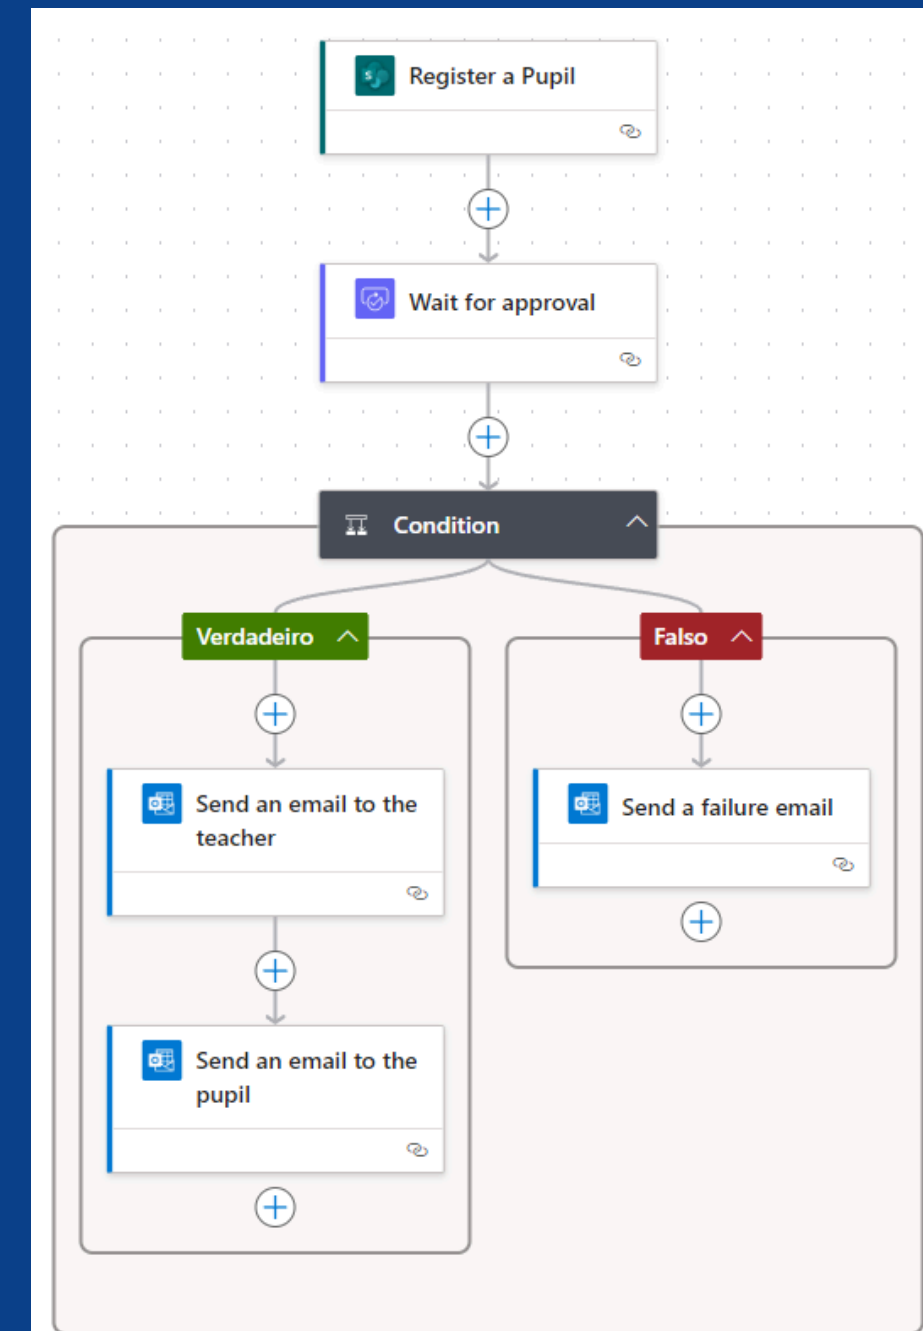 Register a Pupil
Wait for approval
Condition
Verdadeiro
Falso
Send an email to the
teacher
Send a failure email
Send an email to the
pupil